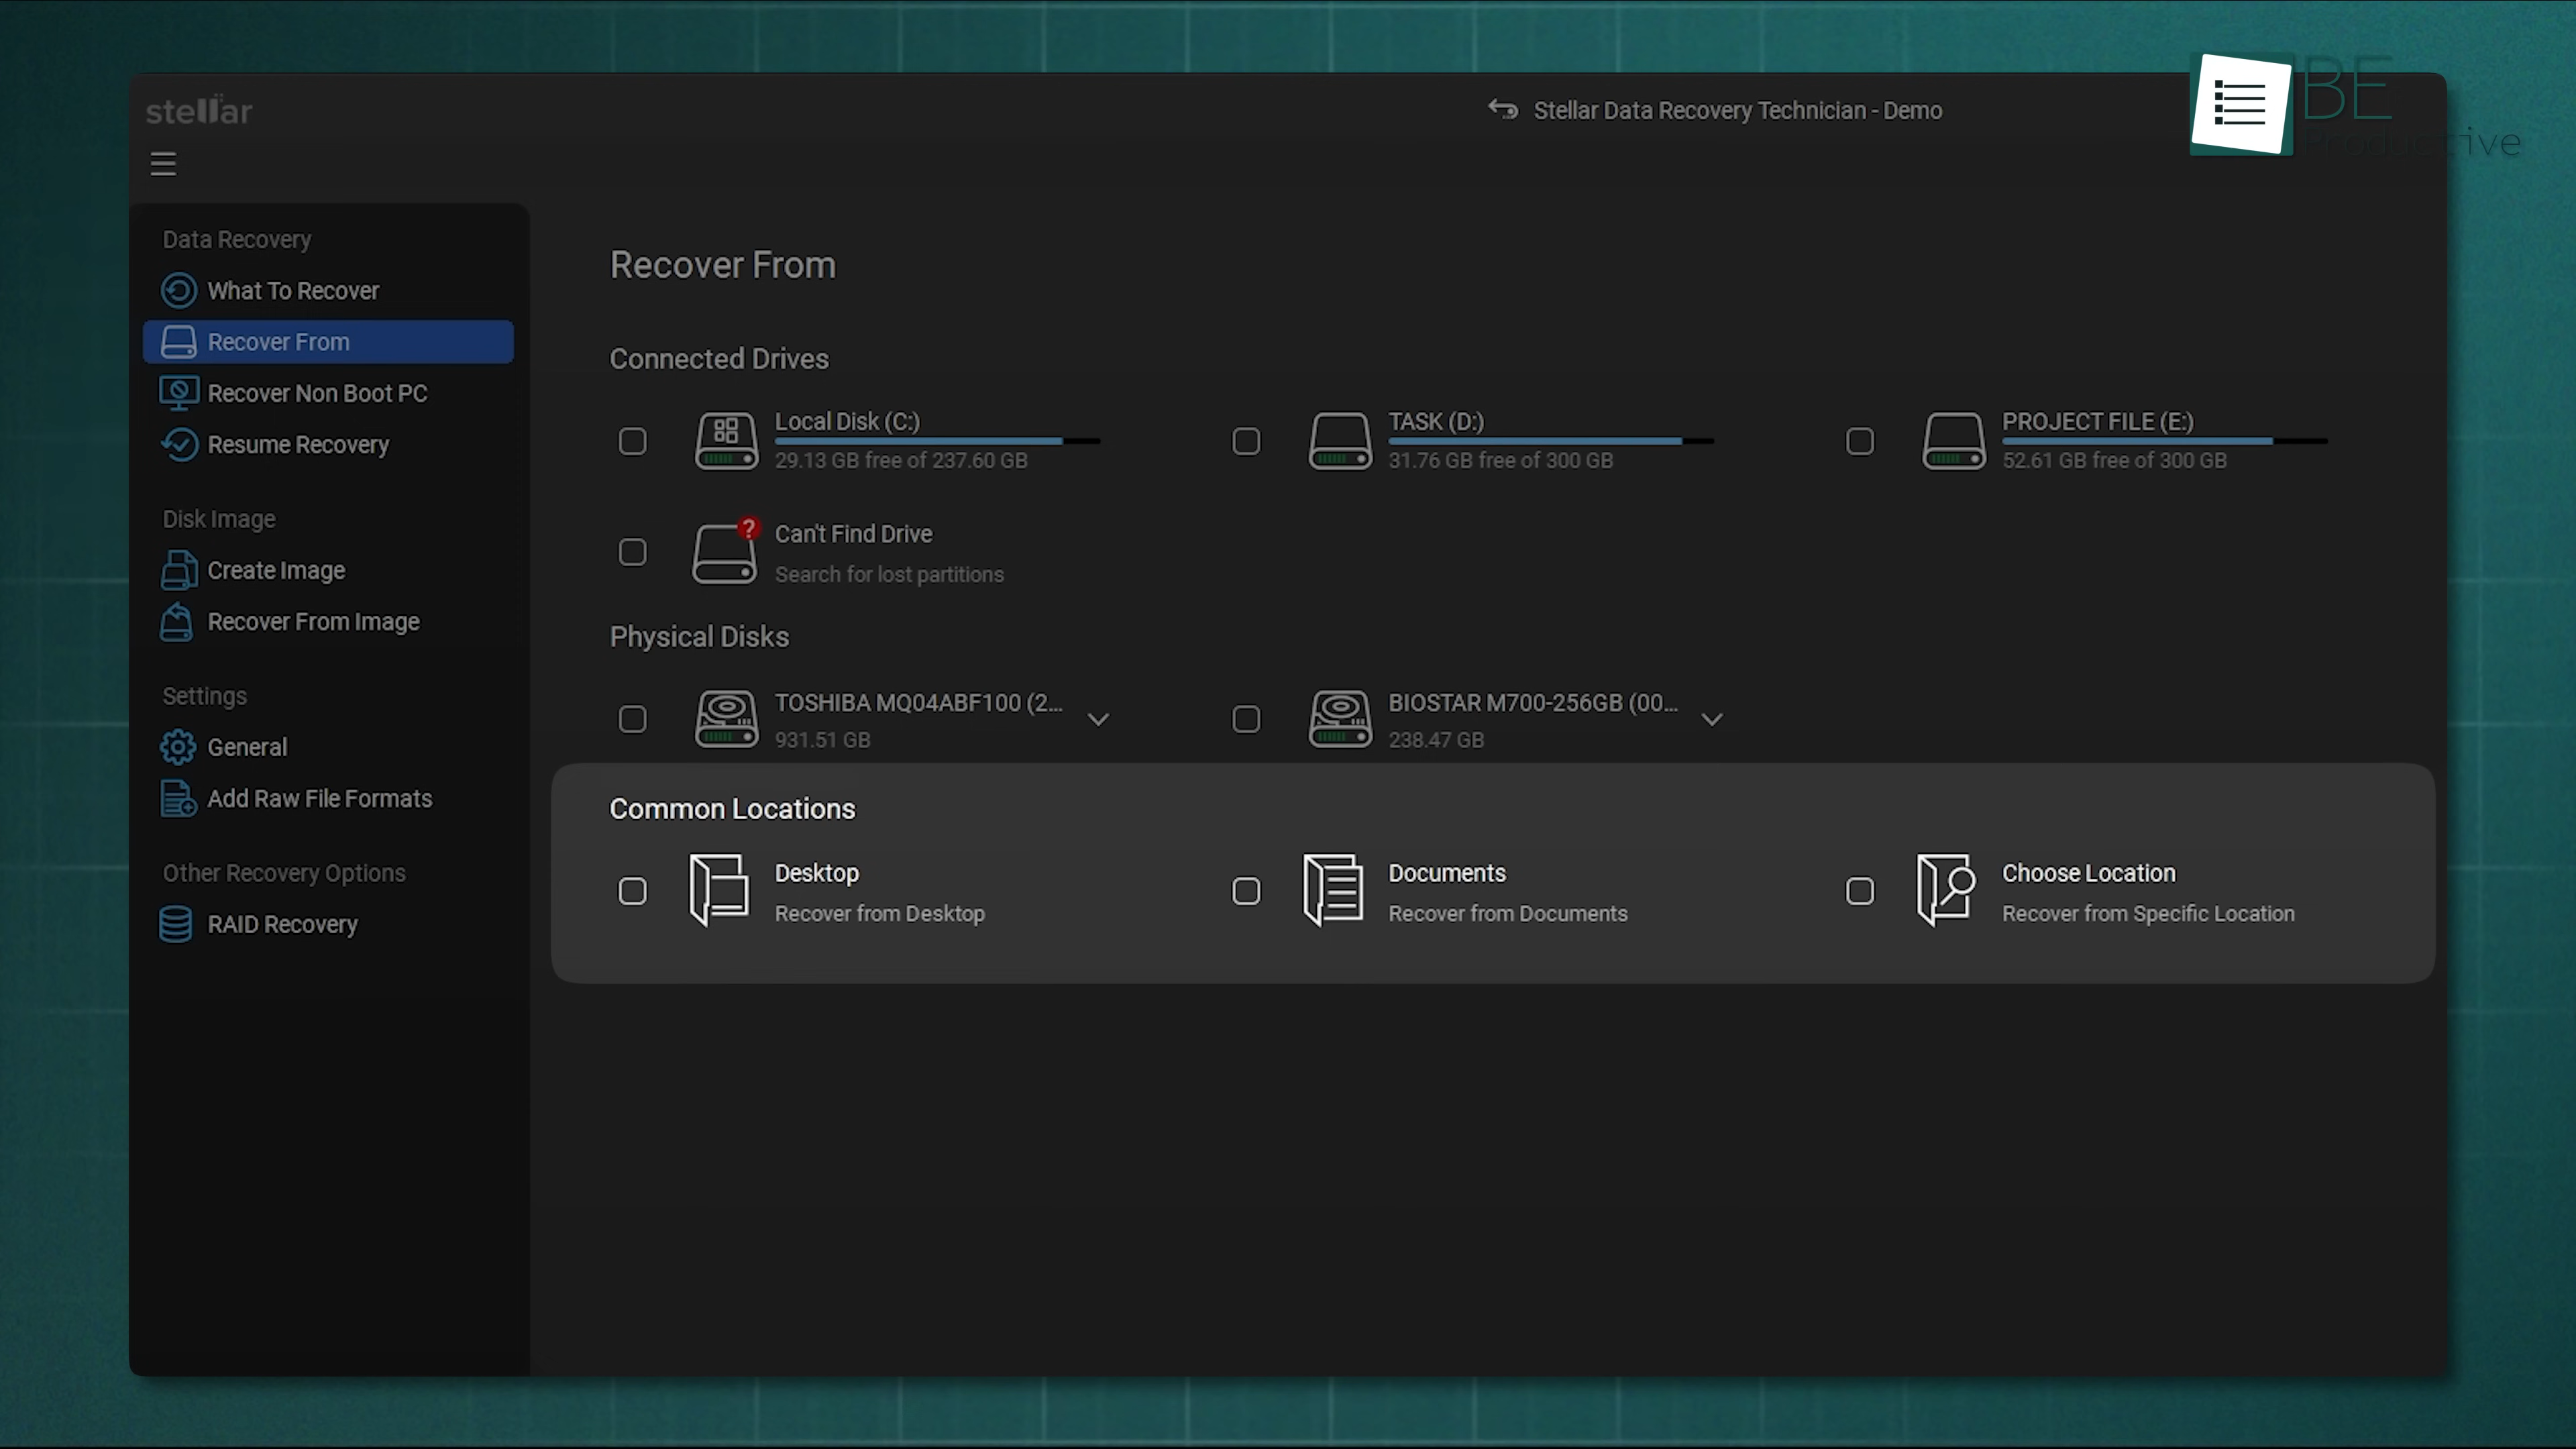 stellar
Stellar Data Recovery Technician - Demo
BE
Productive
Data Recovery
What To Recover
Recover From
Recover Non Boot PC
Resume Recovery
Disk Image
Create Image
Recover From Image
Settings
General
Add Raw File Formats
Other Recovery Options
RAID Recovery
Recover From
Connected Drives
Local Disk (C:)
29.13 GB free of 237.60 GB
TASK (D:)
31.76 GB free of 300 GB
PROJECT FILE (E:)
52.61 GB free of 300 GB
?
Can't Find Drive
Search for lost partitions
Physical Disks
TOSHIBA MQ04ABF100 (2...
931.51 GB
BIOSTAR M700-256GB (00...
238.47 GB
Common Locations
Desktop
Recover from Desktop
Documents
Recover from Documents
Choose Location
Recover from Specific Location